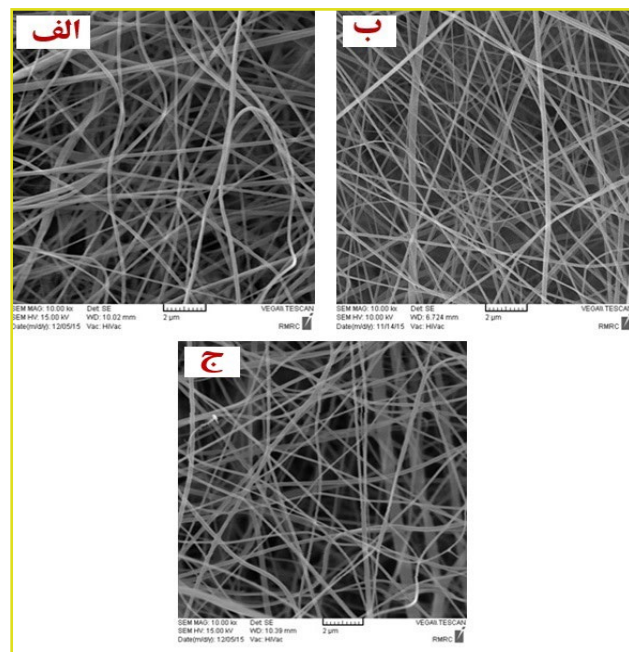 الف
SEM MAG: 10.00 kx Det: SE
SEM HV: 15.00 kV WD: 10.02 mm 2 µm VEGA\\ TESCAN
Date(m/d/y): 12/05/15 Vac: HiVac RMRC
ب
SEM MAG: 10.00 kx Det: SE
SEM HV: 10.00 kV WD: 6.724 mm 2 µm VEGA\\ TESCAN
Date(m/d/y): 11/14/15 Vac: HiVac RMRC
ج
SEM MAG: 10.00 kx Det: SE
SEM HV: 15.00 kV WD: 10.39 mm 2 µm VEGA\\ TESCAN
Date(m/d/y): 12/05/15 Vac: HiVac RMRC